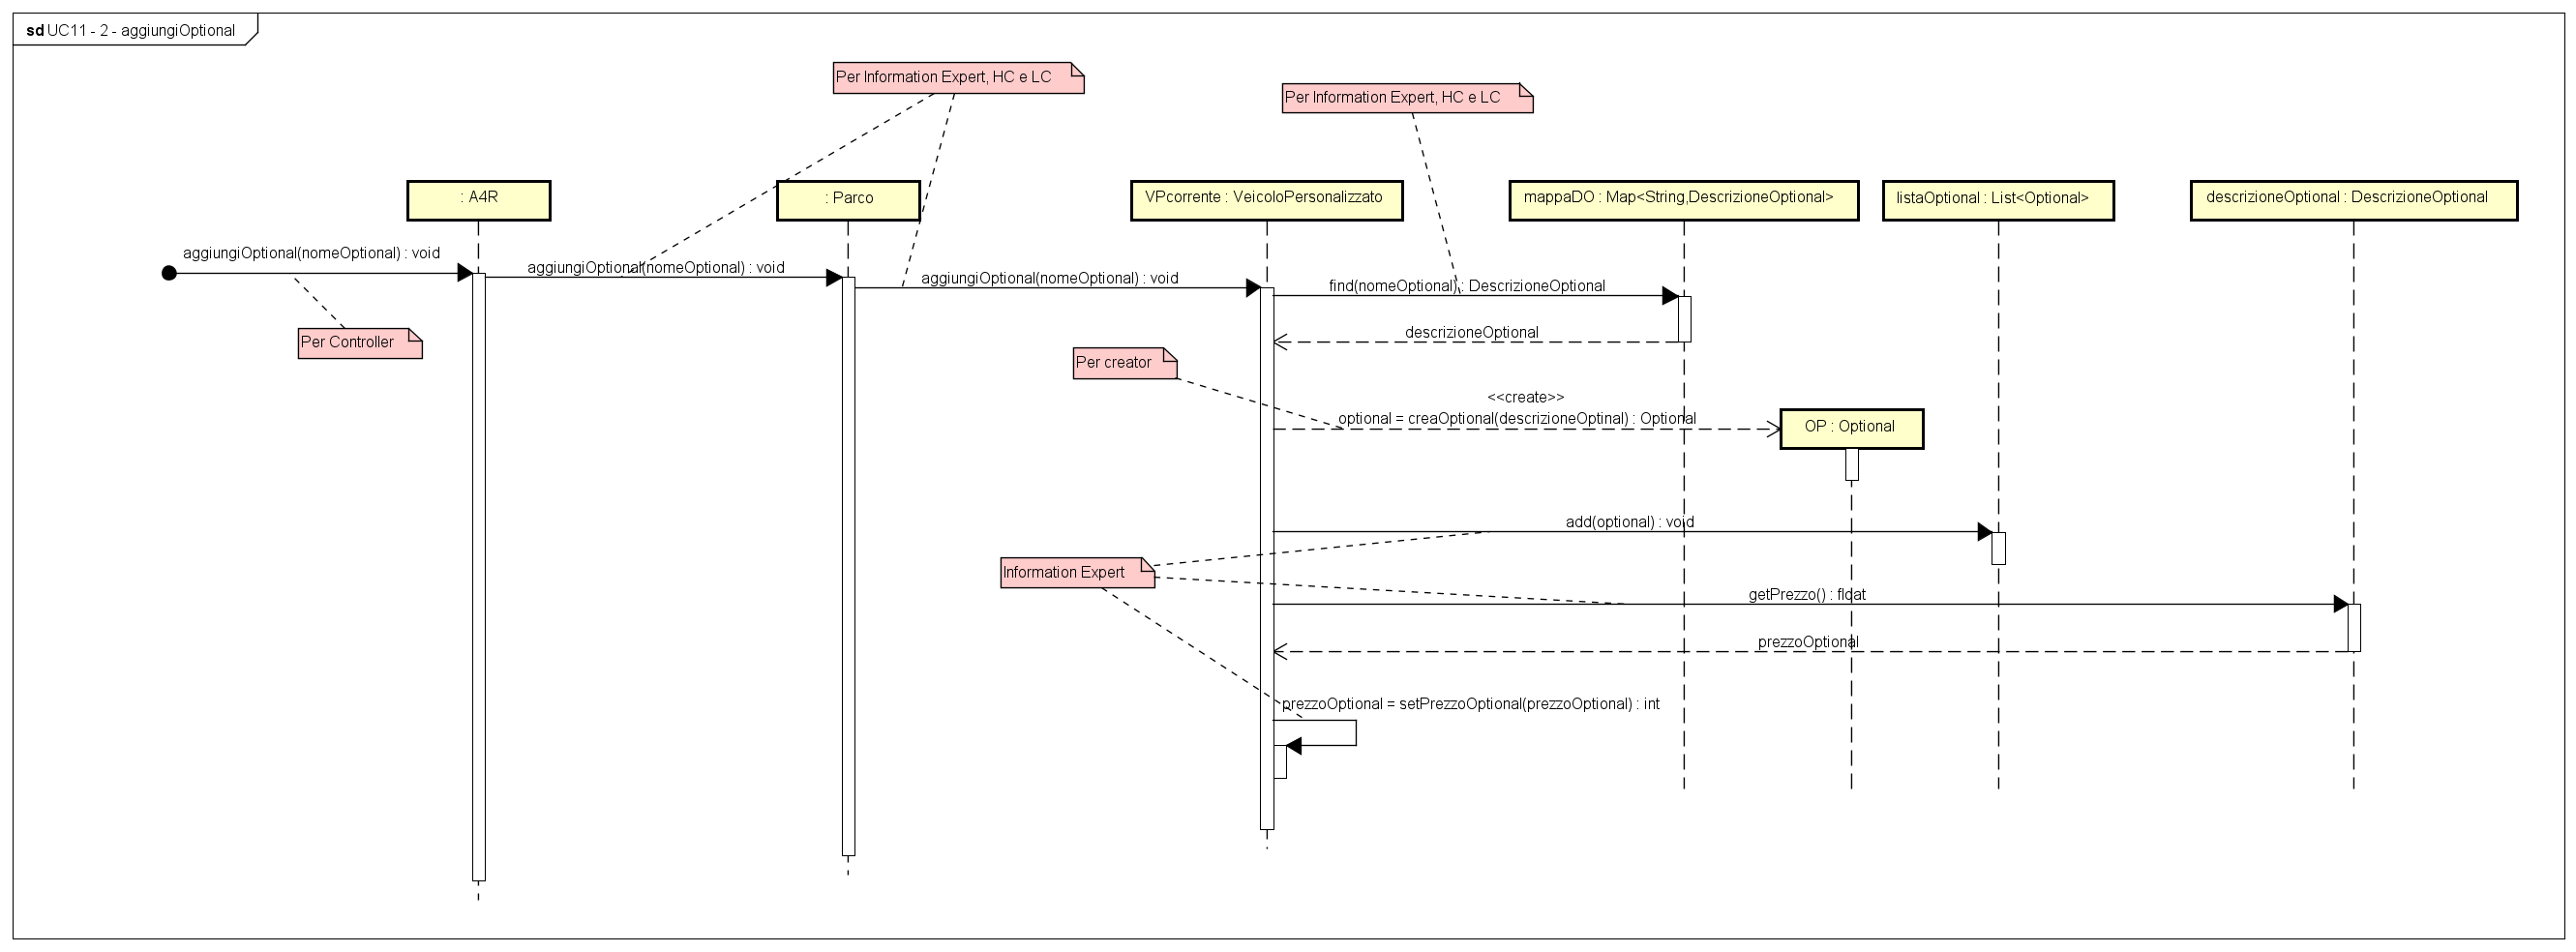 sd UC11 - 2 - aggiungiOptional
Per Information Expert, HC e LC
Per Information Expert, HC e LC
: A4R
: Parco
VPcorrente : VeicoloPersonalizzato
mappaDO : Map<String,DescrizioneOptional>
listaOptional : List<Optional>
descrizioneOptional : DescrizioneOptional
aggiungiOptional(nomeOptional) : void
aggiungiOptional(nomeOptional) : void
aggiungiOptional(nomeOptional) : void
find(nomeOptional) : DescrizioneOptional
descrizioneOptional
Per Controller
Per creator
<<create>>
optional = creaOptional(descrizioneOptinal) : Optional
OP : Optional
add(optional) : void
Information Expert
getPrezzo() : float
prezzoOptional
prezzoOptional = setPrezzoOptional(prezzoOptional) : int